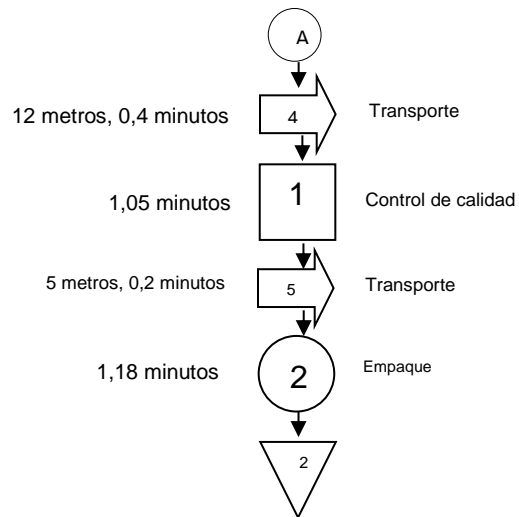 A
12 metros, 0,4 minutos
4
Transporte
1,05 minutos
1
Control de calidad
5 metros, 0,2 minutos
5
Transporte
1,18 minutos
2
Empaque
2